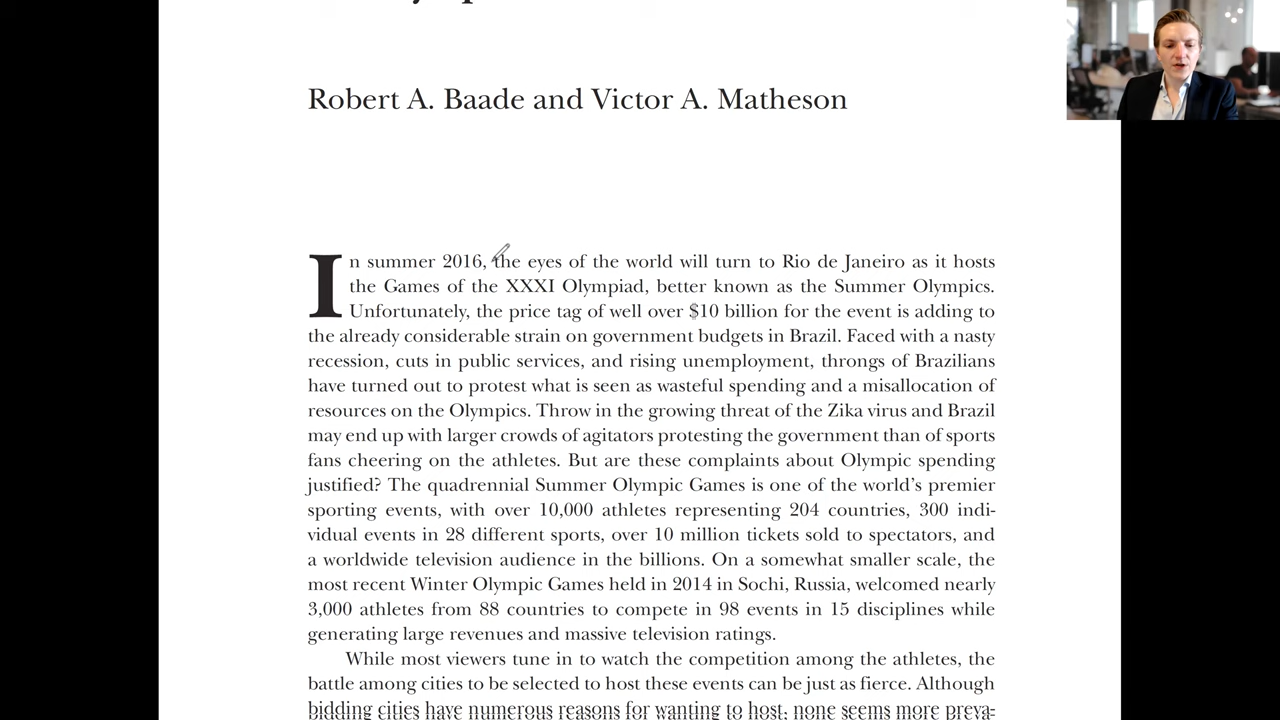 Robert A. Baade and Victor A. Matheson
In summer 2016, the eyes of the world will turn to Rio de Janeiro as it hosts
the Games of the XXXI Olympiad, better known as the Summer Olympics.
Unfortunately, the price tag of well over $10 billion for the event is adding to
the already considerable strain on government budgets in Brazil. Faced with a nasty
recession, cuts in public services, and rising unemployment, throngs of Brazilians
have turned out to protest what is seen as wasteful spending and a misallocation of
resources on the Olympics. Throw in the growing threat of the Zika virus and Brazil
may end up with larger crowds of agitators protesting the government than of sports
fans cheering on the athletes. But are these complaints about Olympic spending
justified? The quadrennial Summer Olympic Games is one of the world’s premier
sporting events, with over 10,000 athletes representing 204 countries, 300 indi-
vidual events in 28 different sports, over 10 million tickets sold to spectators, and
a worldwide television audience in the billions. On a somewhat smaller scale, the
most recent Winter Olympic Games held in 2014 in Sochi, Russia, welcomed nearly
3,000 athletes from 88 countries to compete in 98 events in 15 disciplines while
generating large revenues and massive television ratings.
While most viewers tune in to watch the competition among the athletes, the
battle among cities to be selected to host these events can be just as fierce. Although
bidding cities have numerous reasons for wanting to host, none seems more preva-